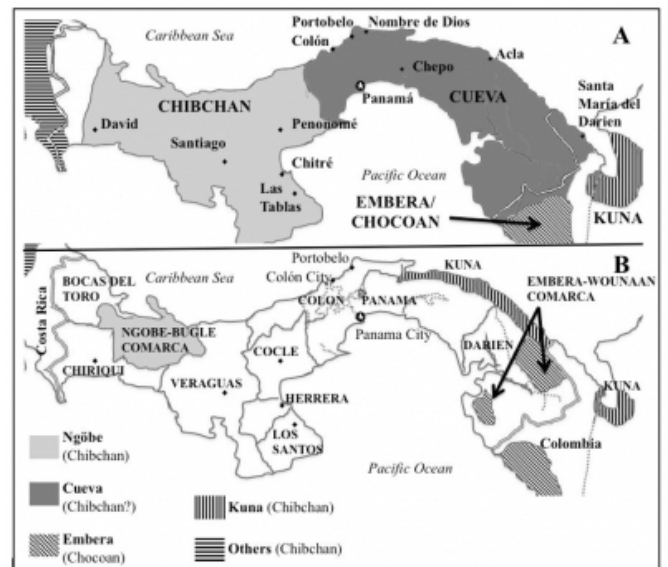 A
Caribbean Sea
Portobelo
Nombre de Dios
Colón
Acla
Chepo
Panamá
CUEVA
CHIBCHAN
David
Santiago
Penonomé
Chitré
Las
Tablas
Santa
María del
Darien
Pacific Ocean
EMBERA/
CHOCOAN
KUNA
B
Costa Rica
BOCAS DEL
TORO
Caribbean Sea
Portobelo
Colón City
KUNA
EMBERA-WOUNAAN
COMARCA
COLON
PANAMA
NGOBE-BUGLE
COMARCA
Panama City
COCLE
DARIEN
CHIRIQUI
VERAGUAS
HERRERA
KUNA
LOS
SANTOS
Colombia
Pacific Ocean
Ngöbe
(Chibchan)
Cueva
(Chibchan?)
Embera
(Chocoan)
Kuna (Chibchan)
Others (Chibchan)